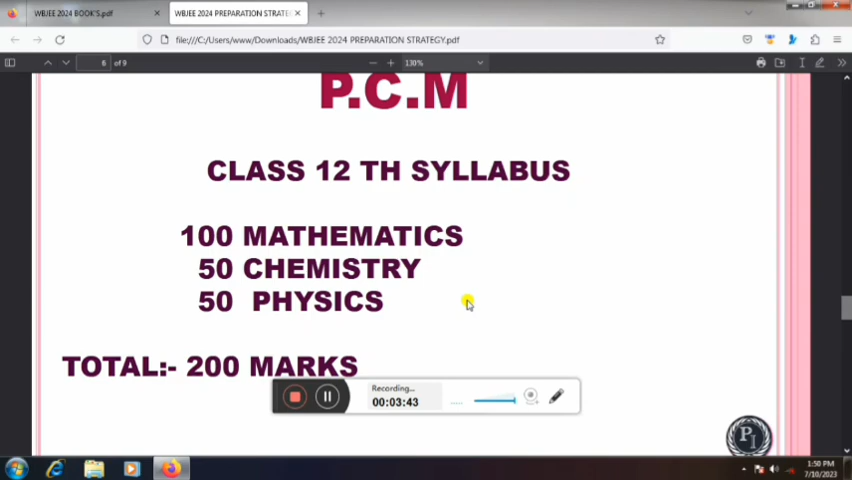 WBJEE 2024 BOOK'S.pdf
WBJEE 2024 PREPARATION STRATE
file:///C:/Users/www/Downloads/WBJEE 2024 PREPARATION STRATEGY.pdf
6 of 9
130%
P.C.M
CLASS 12 TH SYLLABUS
100 MATHEMATICS
50 CHEMISTRY
50 PHYSICS
TOTAL:- 200 MARKS
Recording...
00:03:43
PI
1:50 PM
7/10/2023